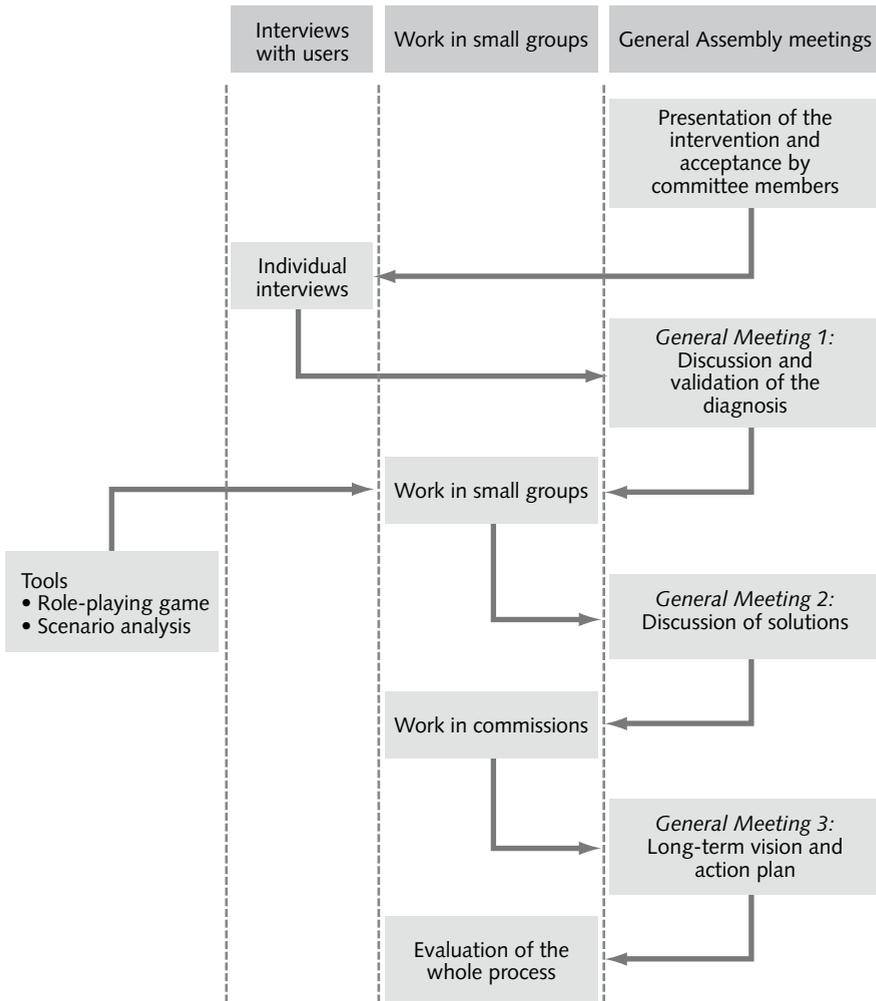 Interviews
with users
Work in small groups
General Assembly meetings
Presentation of the
intervention and
acceptance by
committee members
Individual
interviews
General Meeting 1:
Discussion and
validation of the
diagnosis
Work in small groups
Tools
• Role-playing game
• Scenario analysis
General Meeting 2:
Discussion of solutions
Work in commissions
General Meeting 3:
Long-term vision and
action plan
Evaluation of the
whole process